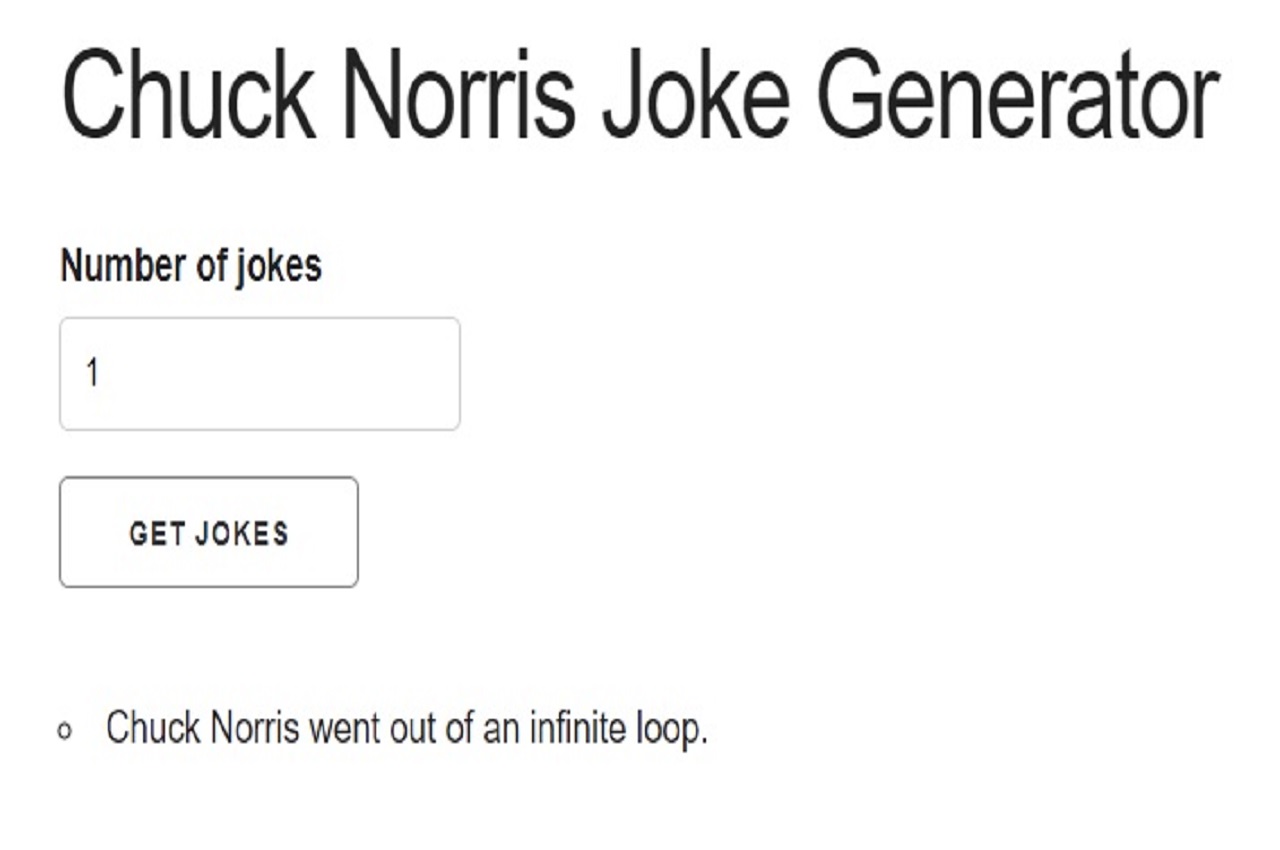 Chuck Norris Joke Generator
Number of jokes
1
GET JOKES
Chuck Norris went out of an infinite loop.